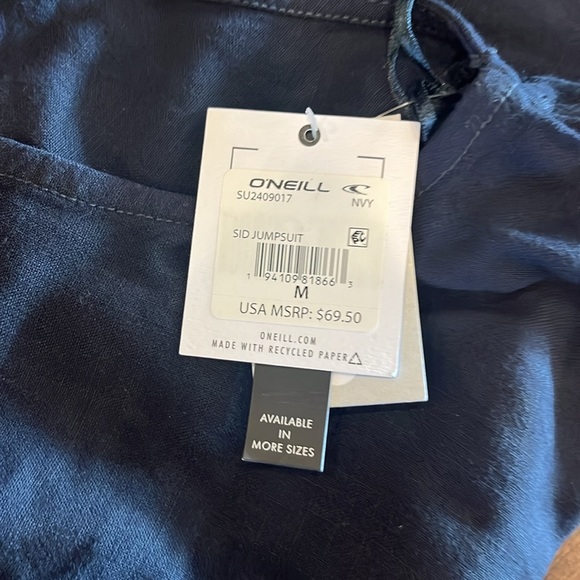 O'NEILL
SU2409017 NVY
SID JUMPSUIT
1 94109 81866 3
M
USA MSRP: $69.50
ONEILL.COM
MADE WITH RECYCLED PAPER
AVAILABLE
IN
MORE SIZES